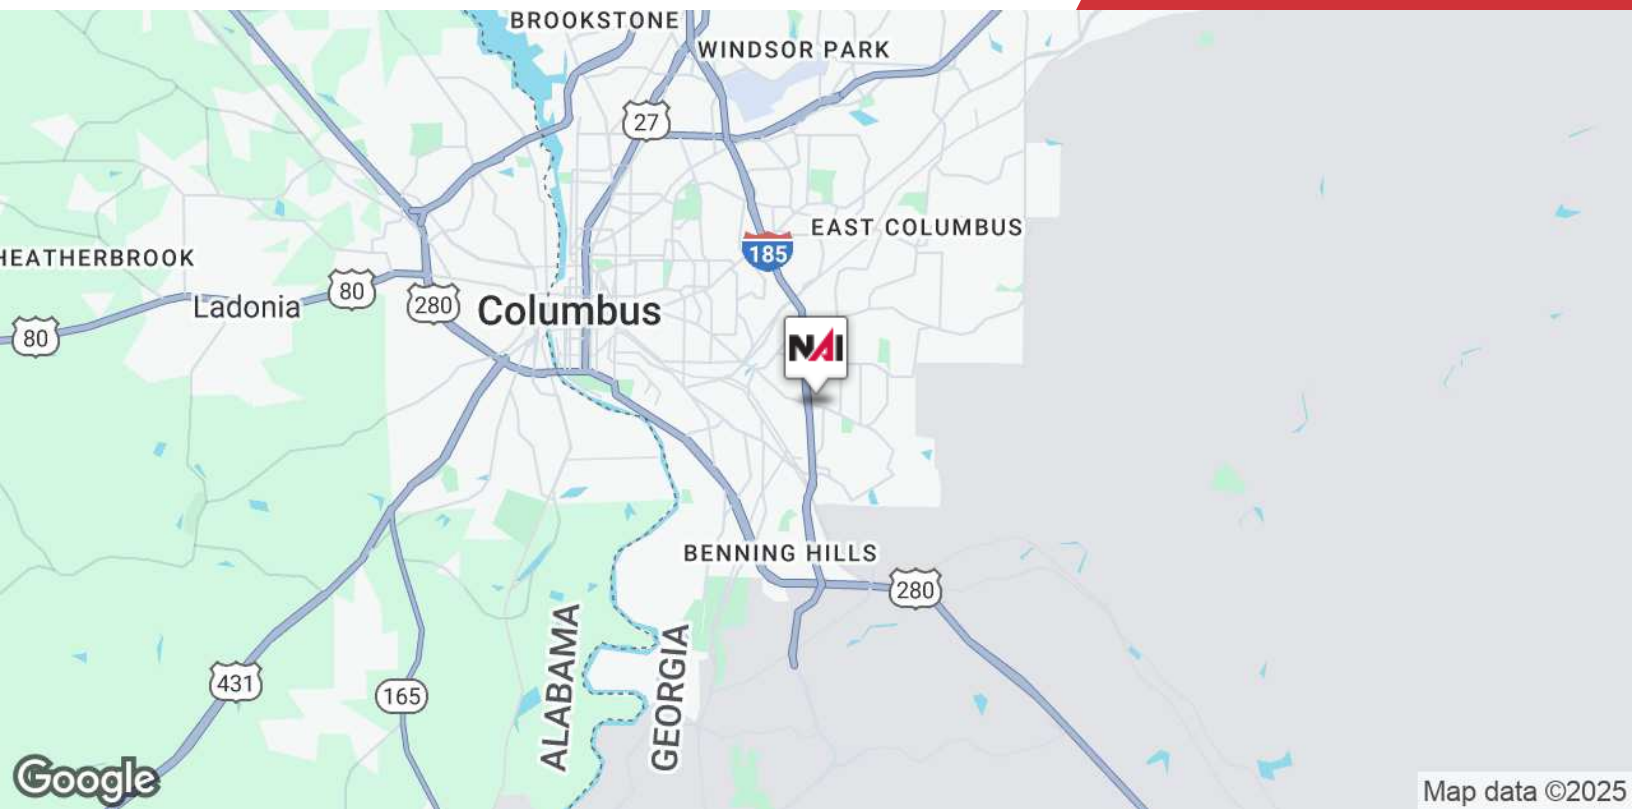 BROOKSTONE
WINDSOR PARK
27
EAST COLUMBUS
185
HEATHERBROOK
80
Ladonia
280
Columbus
80
NAI
BENNING HILLS
280
ALABAMA
GEORGIA
431
165
Google
Map data ©2025